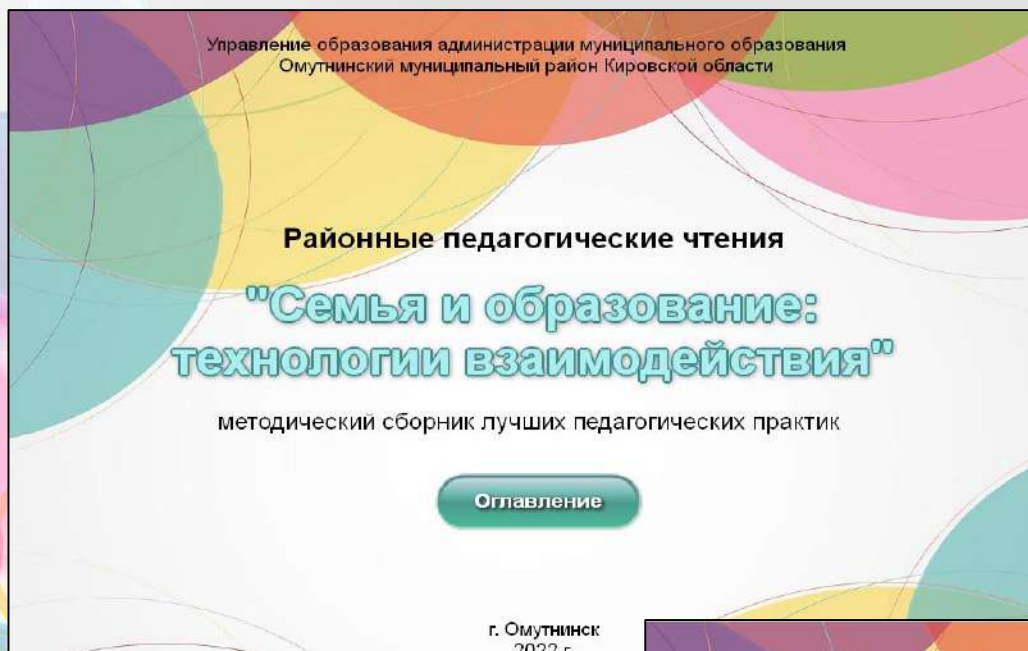 Управление образования администрации муниципального образования
Омутнинский муниципальный район Кировской области
Районные педагогические чтения
"Семья и образование:
технологии взаимодействия"
методический сборник лучших педагогических практик
Оглавление
г. Омутнинск
2022 г.